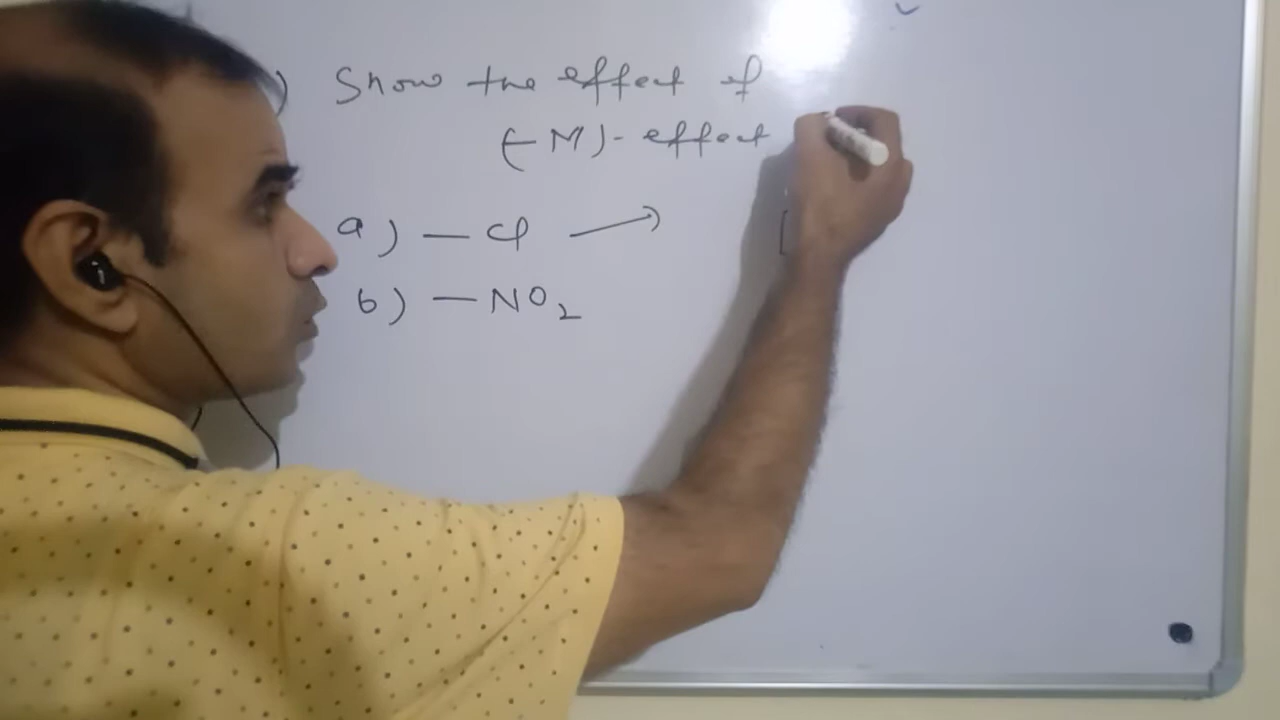 ) Show the effect of
(-M)-effect
a) — Cl →
b) — NO₂